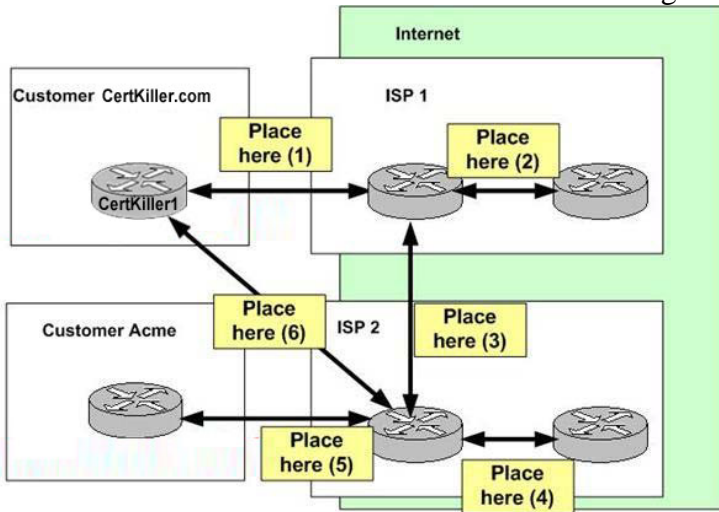 Internet
Customer CertKiller.com
ISP 1
Place
here (1)
Place
here (2)
CertKiller1
Place
here (6)
ISP 2
Place
here (3)
Customer Acme
Place
here (5)
Place
here (4)